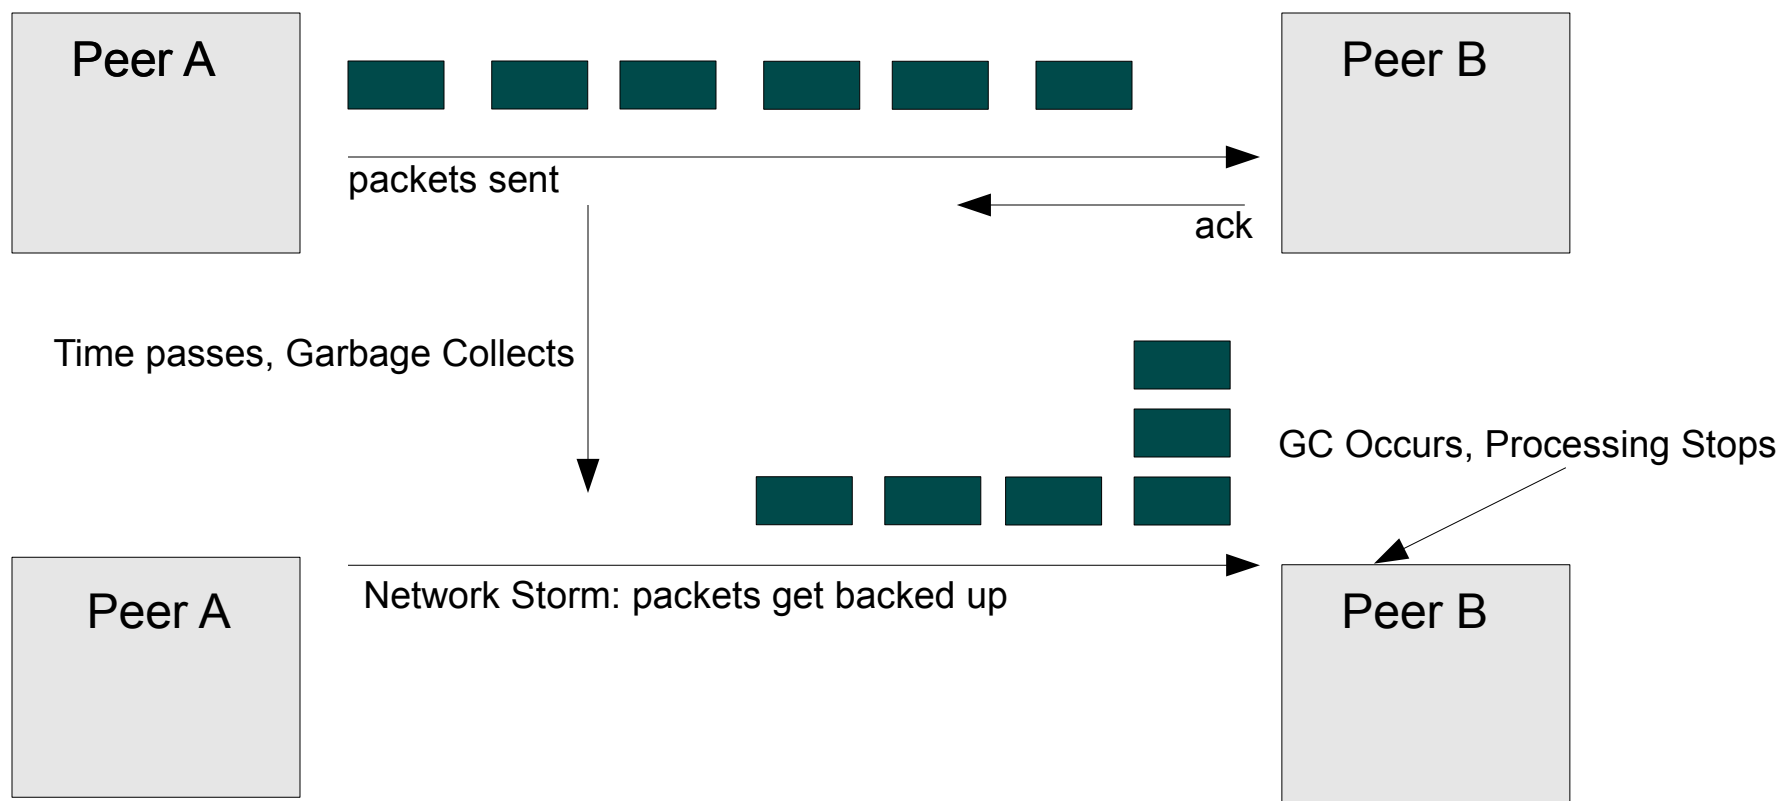 Peer A
Peer B
packets sent
ack
Time passes, Garbage Collects
GC Occurs, Processing Stops
Network Storm: packets get backed up
Peer A
Peer B